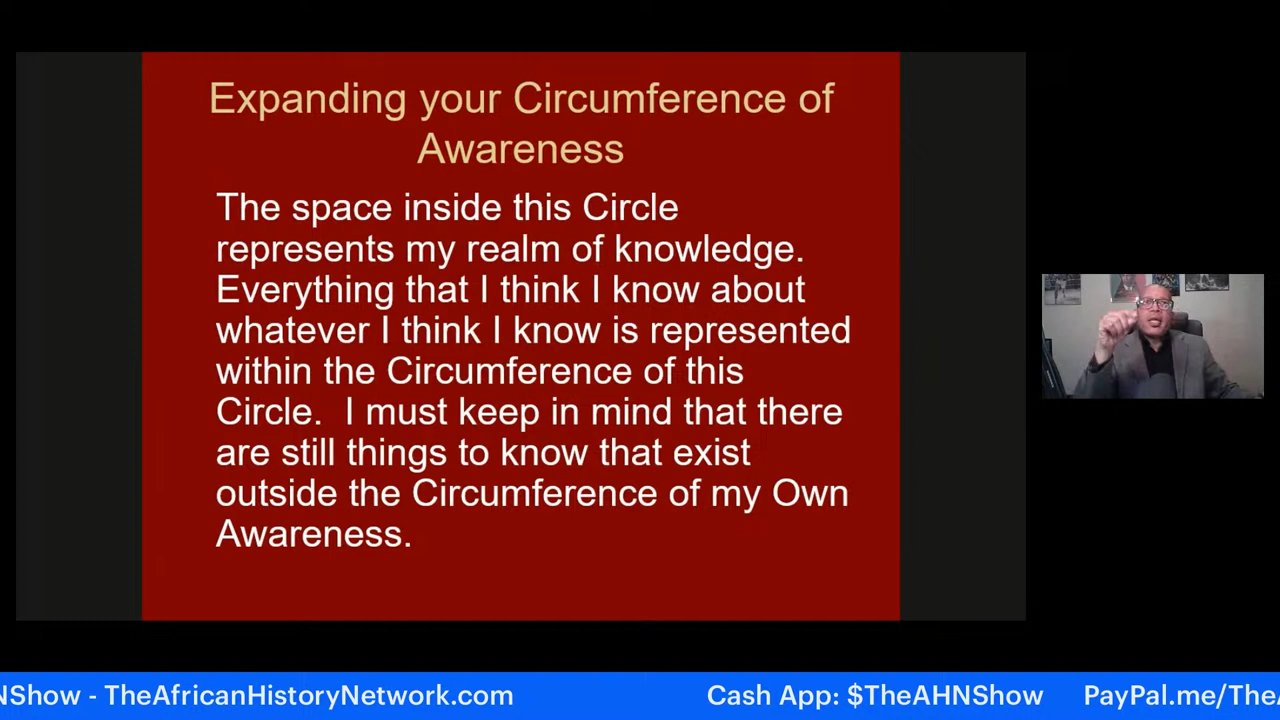 Expanding your Circumference of
Awareness
The space inside this Circle
represents my realm of knowledge.
Everything that I think I know about
whatever I think I know is represented
within the Circumference of this
Circle. I must keep in mind that there
are still things to know that exist
outside the Circumference of my Own
Awareness.
NShow - TheAfricanHistoryNetwork.com Cash App: $TheAHNShow PayPal.me/TheA